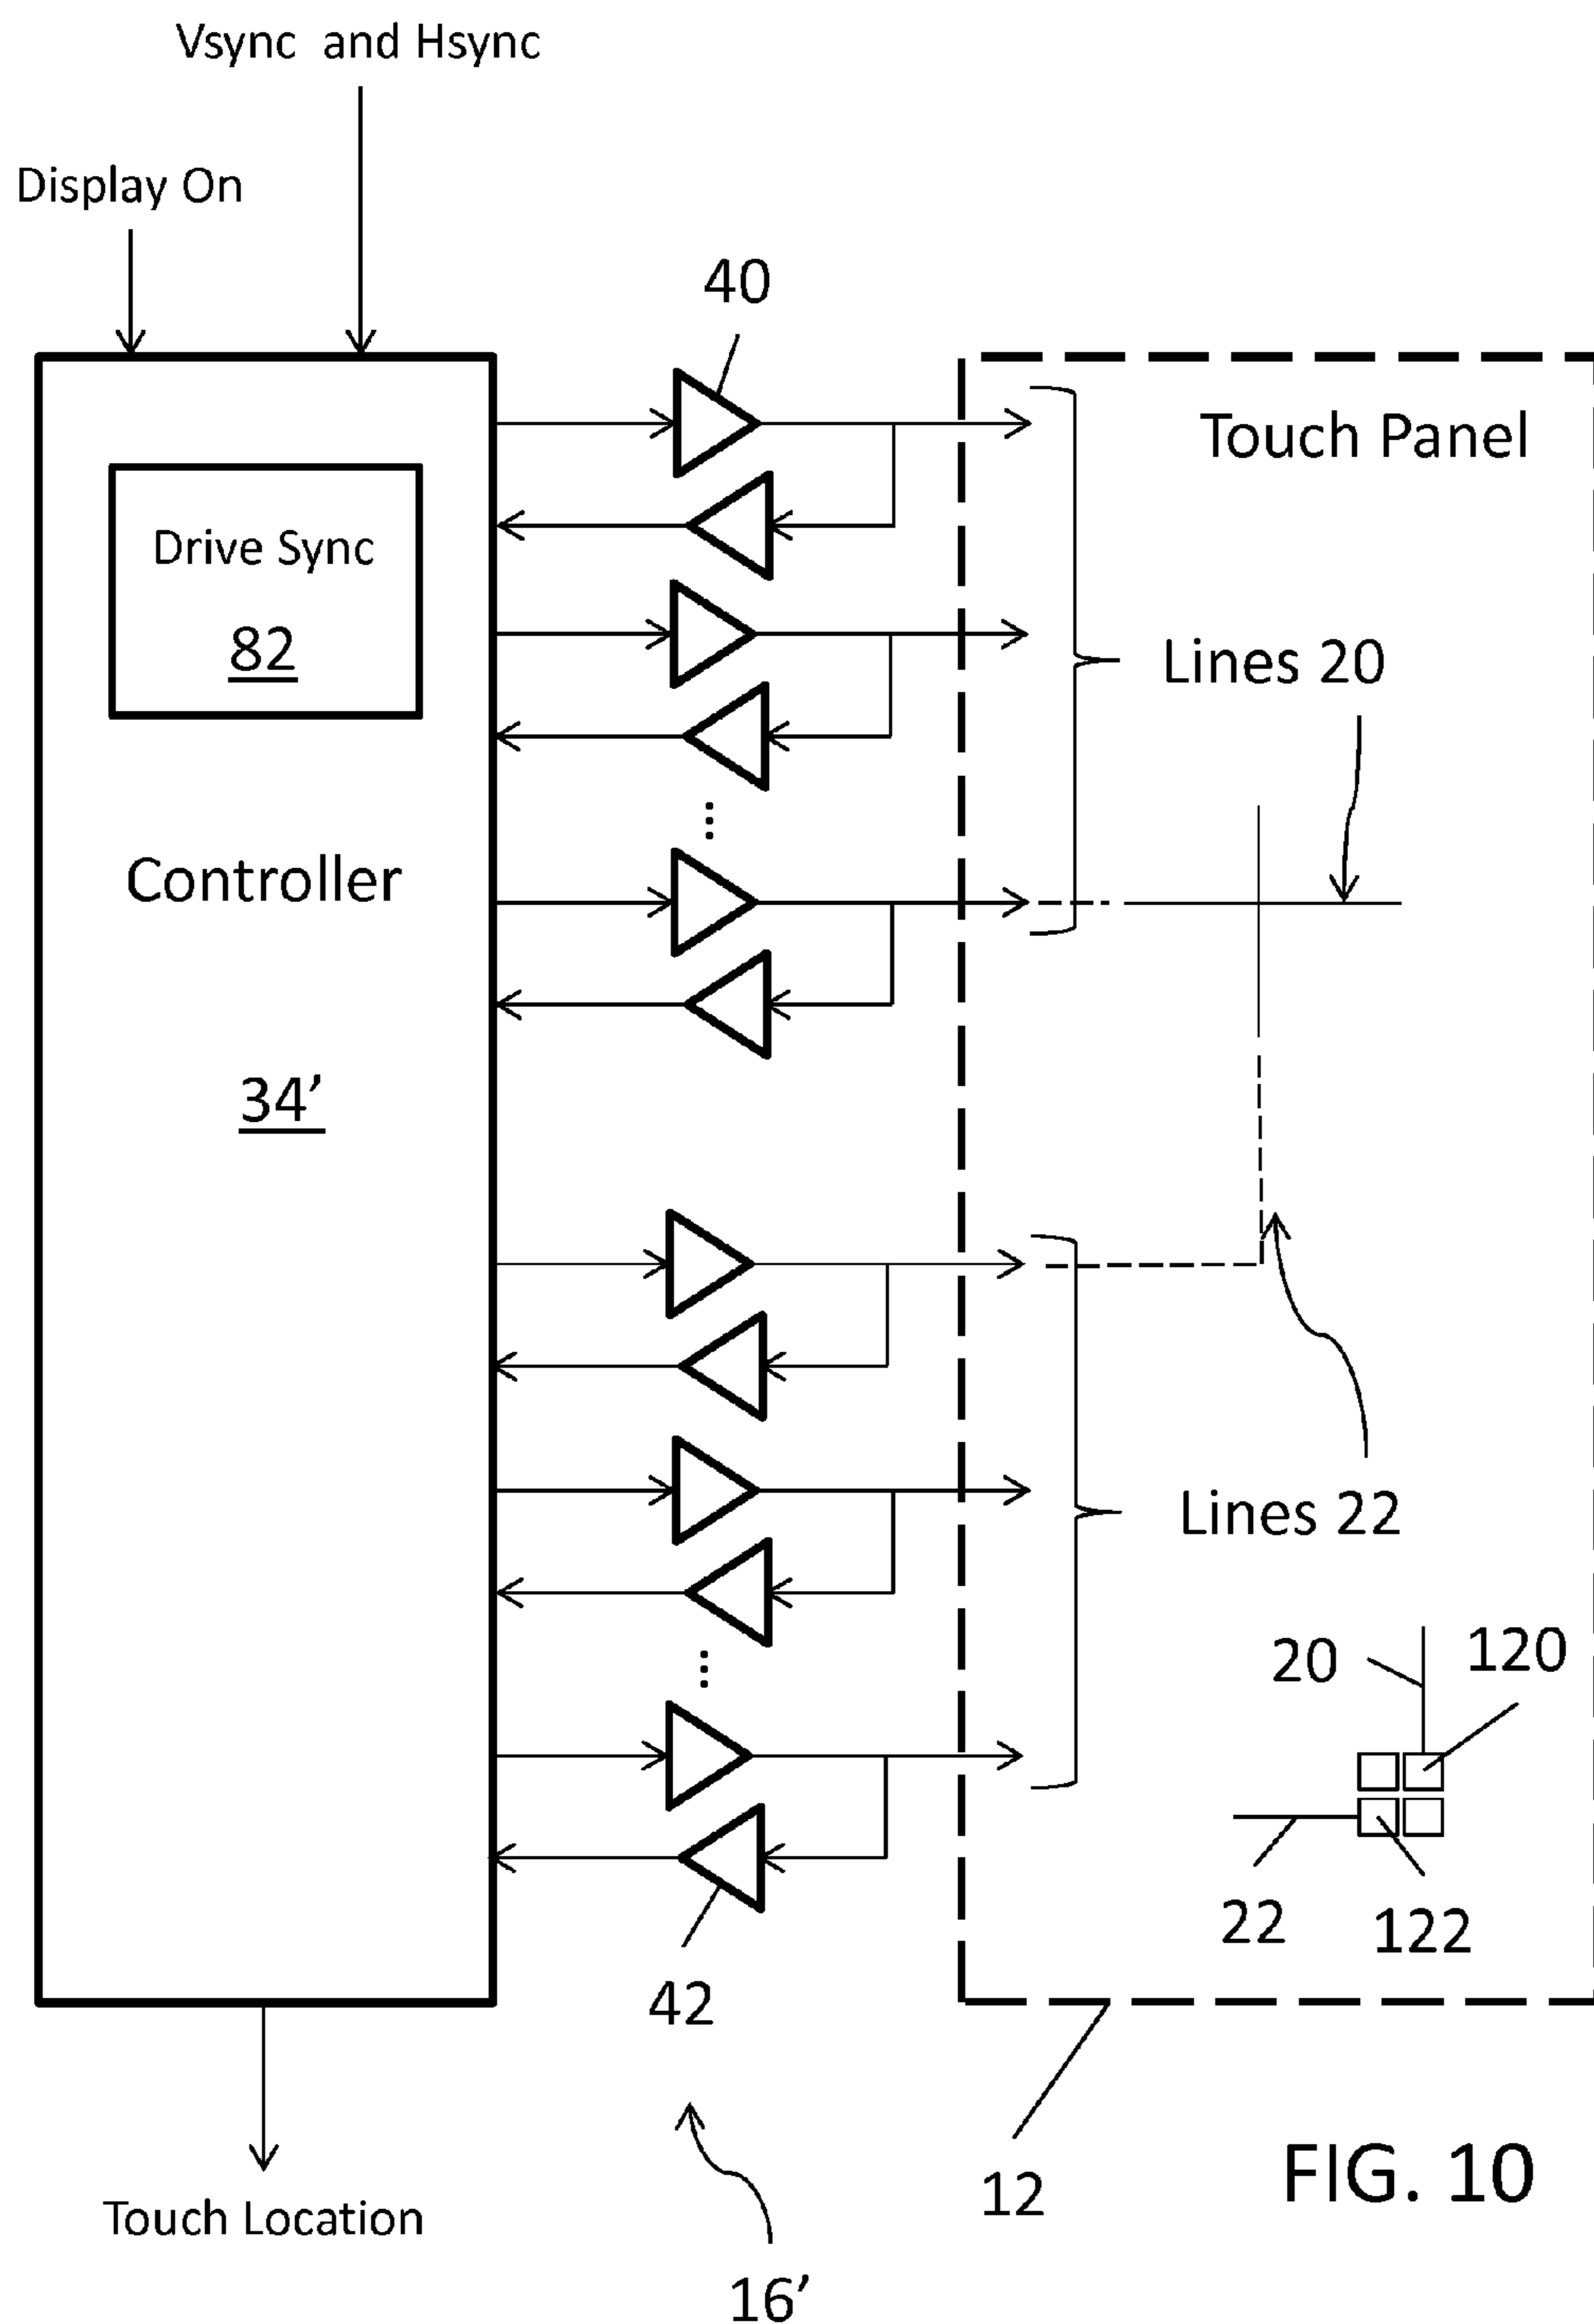 Vsync and Hsync
Display On
40
Touch Panel
Drive Sync
82
Lines 20
Controller
34’
Lines 22
20
120
22
122
42
12
FIG. 10
Touch Location
16’